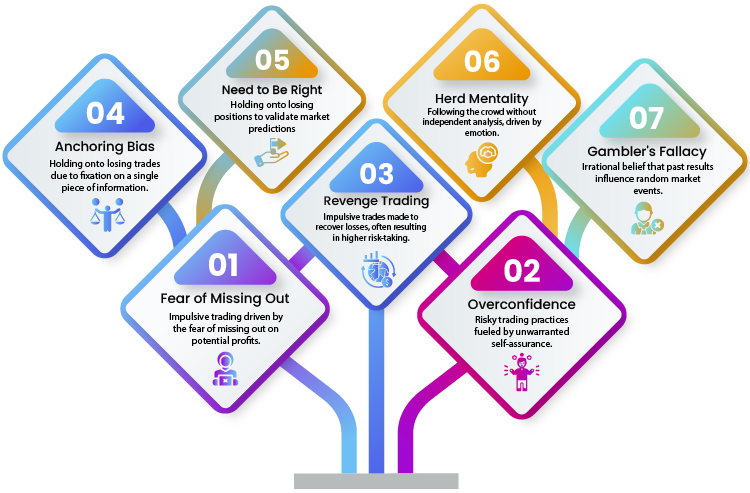 05
Need to Be Right
Holding onto losing
positions to validate market
predictions
06
Herd Mentality
Following the crowd without
independent analysis, driven by
emotion.
04
Anchoring Bias
Holding onto losing trades
due to fixation on a single
piece of information.
07
Gambler's Fallacy
Irrational belief that past results
influence random market
events.
03
Revenge Trading
Impulsive trades made to
recover losses, often resulting
in higher risk-taking.
01
Fear of Missing Out
Impulsive trading driven by
the fear of missing out on
potential profits.
02
Overconfidence
Risky trading practices
fueled by unwarranted
self-assurance.